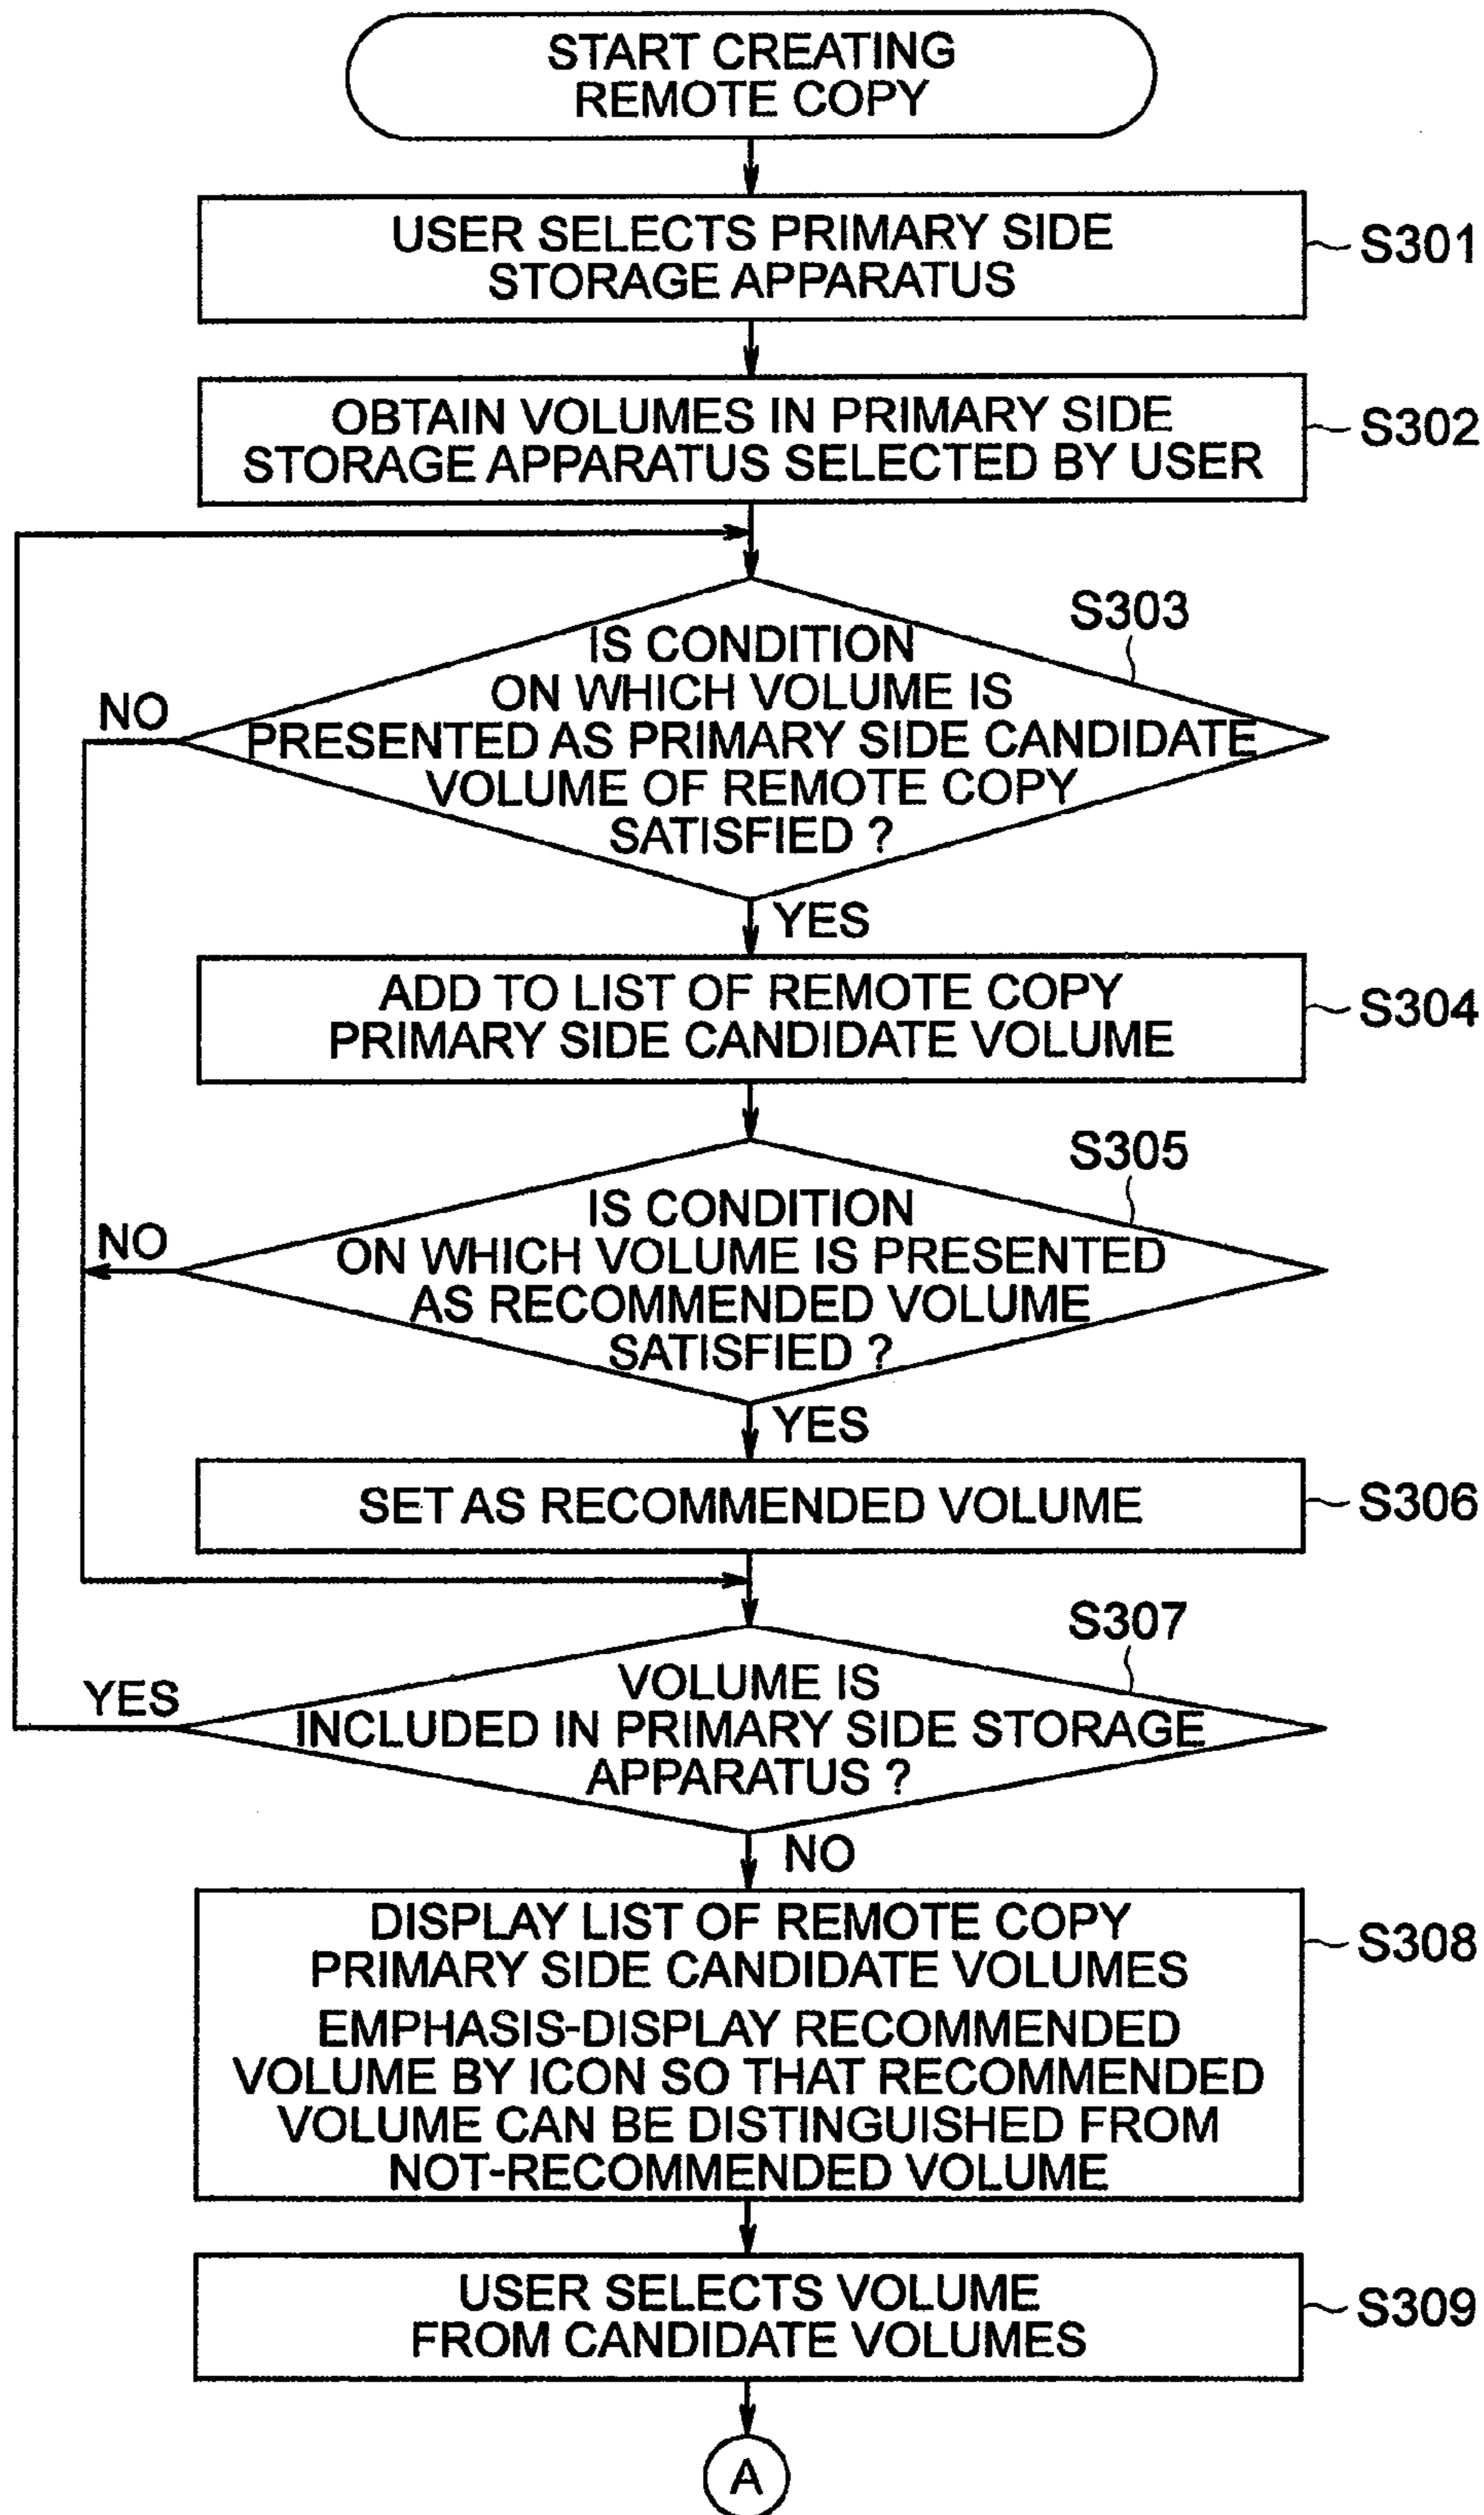 START CREATING
REMOTE COPY
USER SELECTS PRIMARY SIDE
STORAGE APPARATUS
S301
OBTAIN VOLUMES IN PRIMARY SIDE
STORAGE APPARATUS SELECTED BY USER
S302
S303
IS CONDITION
ON WHICH VOLUME IS
PRESENTED AS PRIMARY SIDE CANDIDATE
VOLUME OF REMOTE COPY
SATISFIED ?
NO
YES
ADD TO LIST OF REMOTE COPY
PRIMARY SIDE CANDIDATE VOLUME
S304
S305
IS CONDITION
ON WHICH VOLUME IS PRESENTED
AS RECOMMENDED VOLUME
SATISFIED ?
NO
YES
SET AS RECOMMENDED VOLUME
S306
S307
VOLUME IS
INCLUDED IN PRIMARY SIDE STORAGE
APPARATUS ?
YES
NO
DISPLAY LIST OF REMOTE COPY
PRIMARY SIDE CANDIDATE VOLUMES
EMPHASIS-DISPLAY RECOMMENDED
VOLUME BY ICON SO THAT RECOMMENDED
VOLUME CAN BE DISTINGUISHED FROM
NOT-RECOMMENDED VOLUME
S308
USER SELECTS VOLUME
FROM CANDIDATE VOLUMES
S309
A